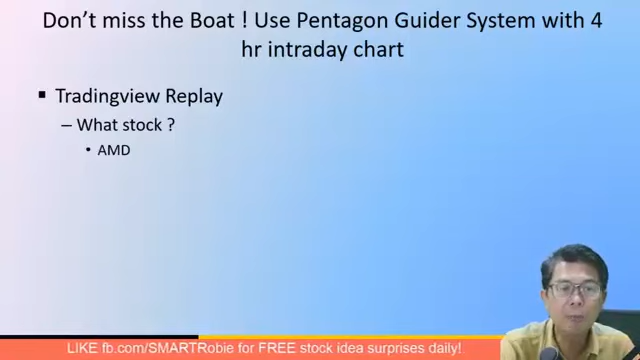 Don't miss the Boat ! Use Pentagon Guider System with 4
hr intraday chart
Tradingview Replay
– What stock ?
• AMD
LIKE fb.com/SMARTRobie for FREE stock idea surprises daily!